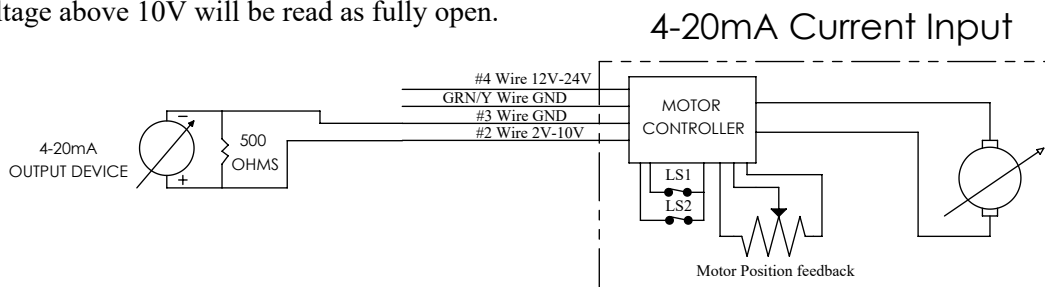 ltage above 10V will be read as fully open.
4-20mA Current Input
#4 Wire 12V-24V
GRN/Y Wire GND
#3 Wire GND
#2 Wire 2V-10V
MOTOR
CONTROLLER
4-20mA
OUTPUT DEVICE
−
+
500
OHMS
LS1
LS2
Motor Position feedback